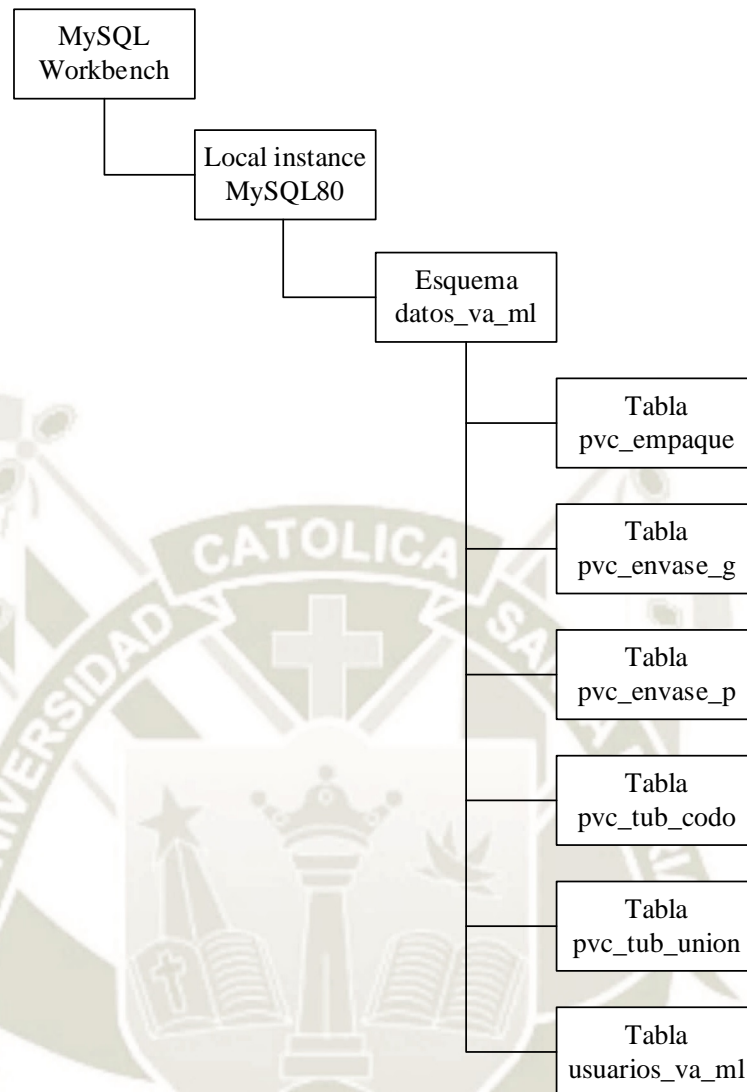 MySQL
Workbench
Local instance
MySQL80
Esquema
datos_va_ml
Tabla
pvc_empaque
Tabla
pvc_envase_g
Tabla
pvc_envase_p
Tabla
pvc_tub_codo
Tabla
pvc_tub_union
Tabla
usuarios_va_ml
UNIVERSIDAD
CATOLICA